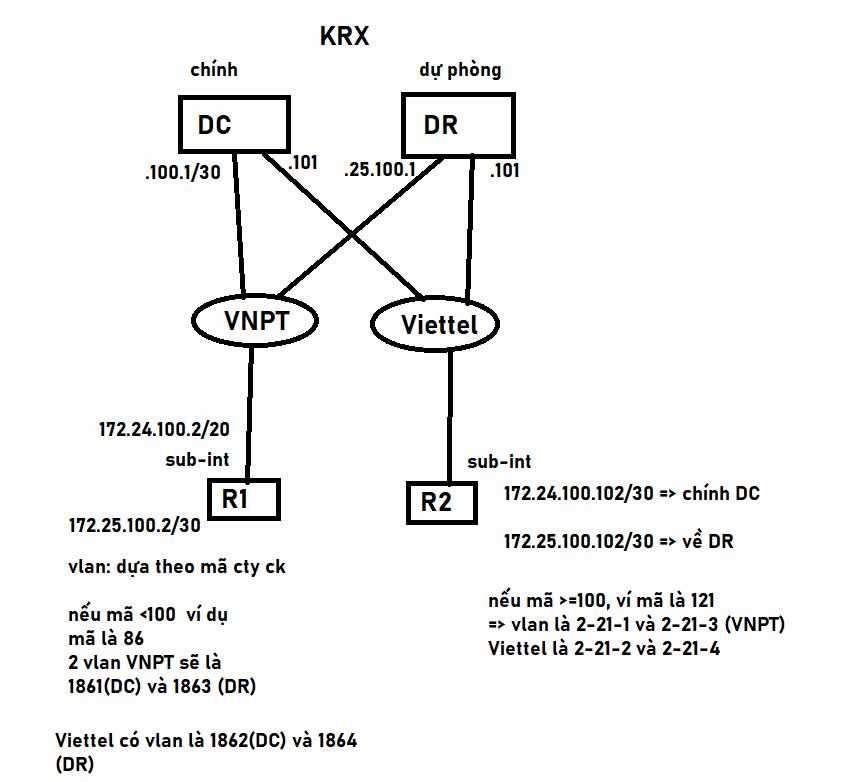 KRX
chính
dự phòng
DC
DR
.100.1/30
.101
.25.100.1
.101
VNPT
Viettel
172.24.100.2/20
sub-int
sub-int
R1
R2
172.24.100.102/30 => chính DC
172.25.100.2/30
172.25.100.102/30 => về DR
vlan: dựa theo mã cty ck
nếu mã <100 ví dụ
mã là 86
2 vlan VNPT sẽ là
1861(DC) và 1863 (DR)
nếu mã >=100, ví mã là 121
=> vlan là 2-21-1 và 2-21-3 (VNPT)
Viettel là 2-21-2 và 2-21-4
Viettel có vlan là 1862(DC) và 1864
(DR)